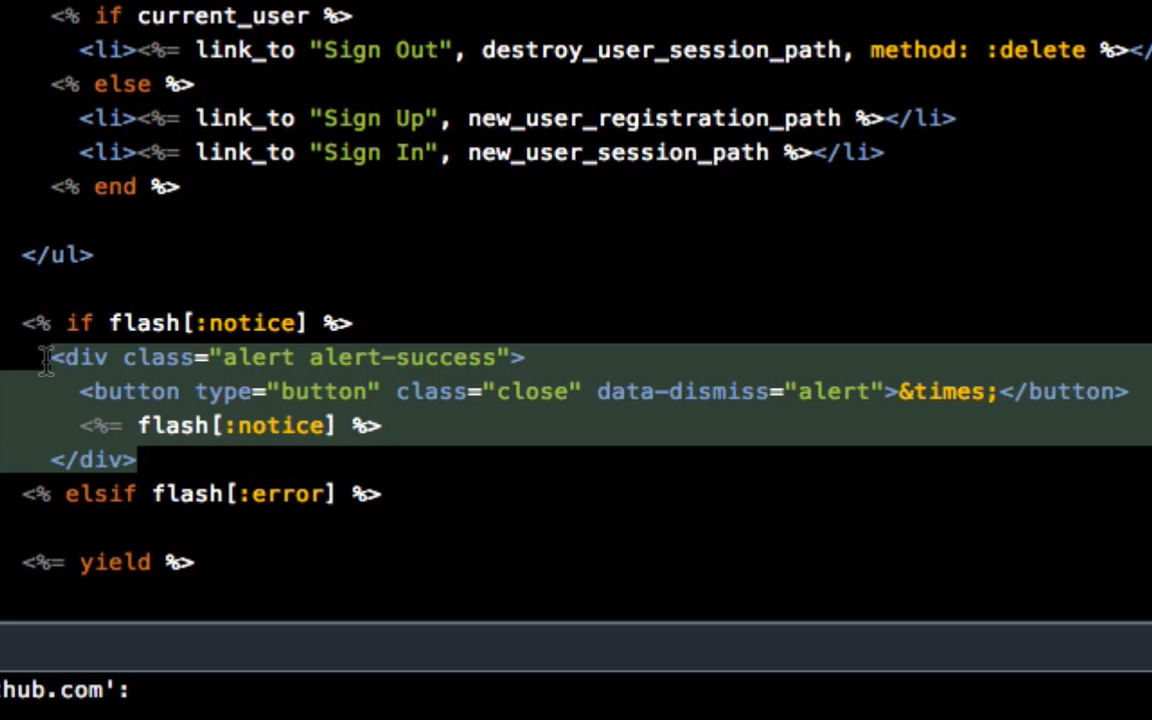 <% if current_user %>
<li><%= link_to "Sign Out", destroy_user_session_path, method: :delete %></
<% else %>
<li><%= link_to "Sign Up", new_user_registration_path %></li>
<li><%= link_to "Sign In", new_user_session_path %></li>
<% end %>
</ul>
<% if flash[:notice] %>
<div class="alert alert-success">
<button type="button" class="close" data-dismiss="alert">&times;</button>
<%= flash[:notice] %>
</div>
<% elsif flash[:error] %>
<%= yield %>
hub.com':